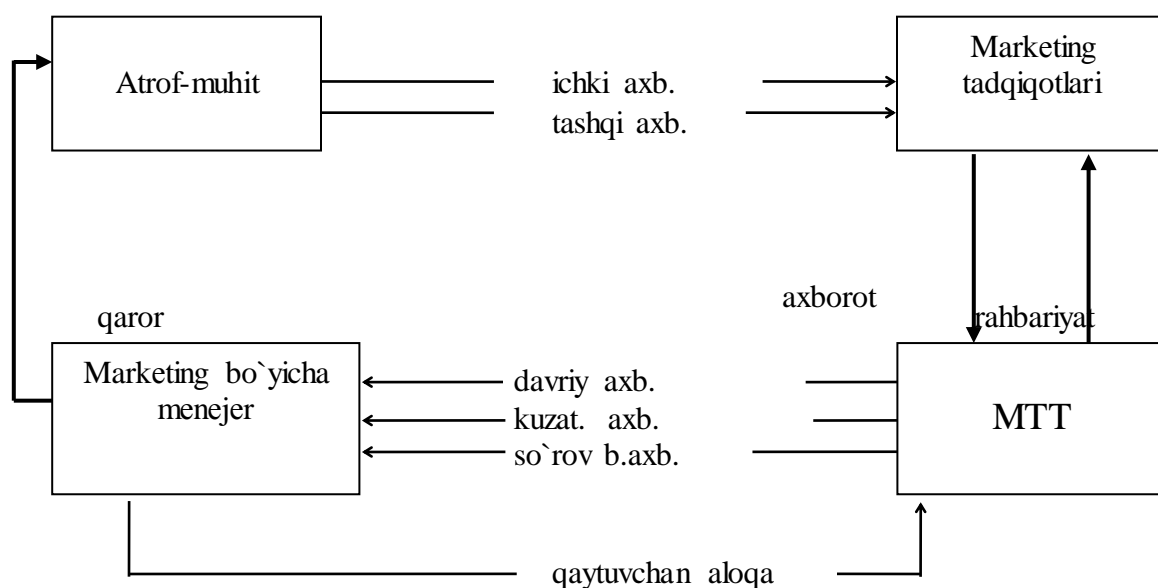 Atrof-muhit
ichki axb.
tashqi axb.
Marketing
tadqiqotlari
axborot
rahbariyat
qaror
Marketing bo`yicha
menejer
davriy axb.
kuzat. axb.
so`rov b.axb.
MTT
qaytuvchan aloqa